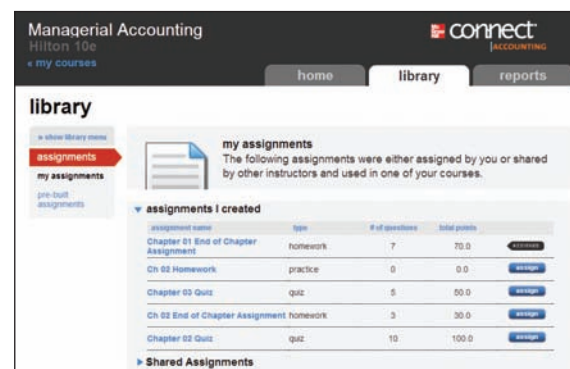 Managerial Accounting
Hilton 10e
« my courses
connect
ACCOUNTING
home library reports
library
» show library menu
assignments
my assignments
pre-built
assignments
my assignments
The following assignments were either assigned by you or shared
by other instructors and used in one of your courses.
assignments I created
assignment name type # of questions total points
Chapter 01 End of Chapter
Assignment homework 7 70.0
Ch 02 Homework practice 0 0.0 assign
Chapter 03 Quiz quiz 5 50.0 assign
Ch 02 End of Chapter Assignment homework 3 30.0 assign
Chapter 02 Quiz quiz 10 100.0 assign
Shared Assignments